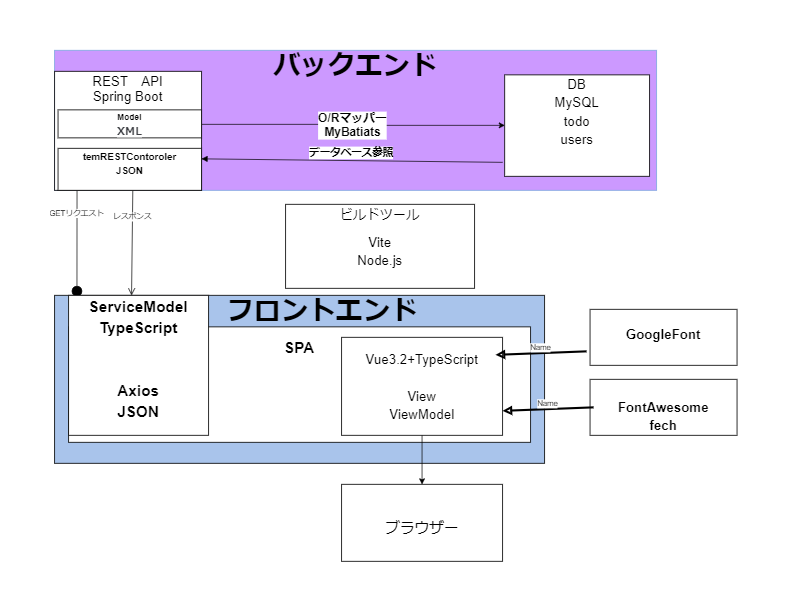 バックエンド
REST　API
Spring Boot
Model
XML
temRESTContoroler
JSON
O/Rマッパー
MyBatiats
データベース参照
DB
MySQL
todo
users
GETリクエスト
レスポンス
ビルドツール
Vite
Node.js
フロントエンド
ServiceModel
TypeScript
Axios
JSON
SPA
Vue3.2+TypeScript
View
ViewModel
Name
GoogleFont
Name
FontAwesome
fech
ブラウザー